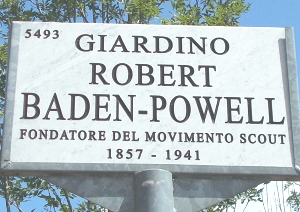 5493
GIARDINO
ROBERT
BADEN-POWELL
FONDATORE DEL MOVIMENTO SCOUT
1857 - 1941